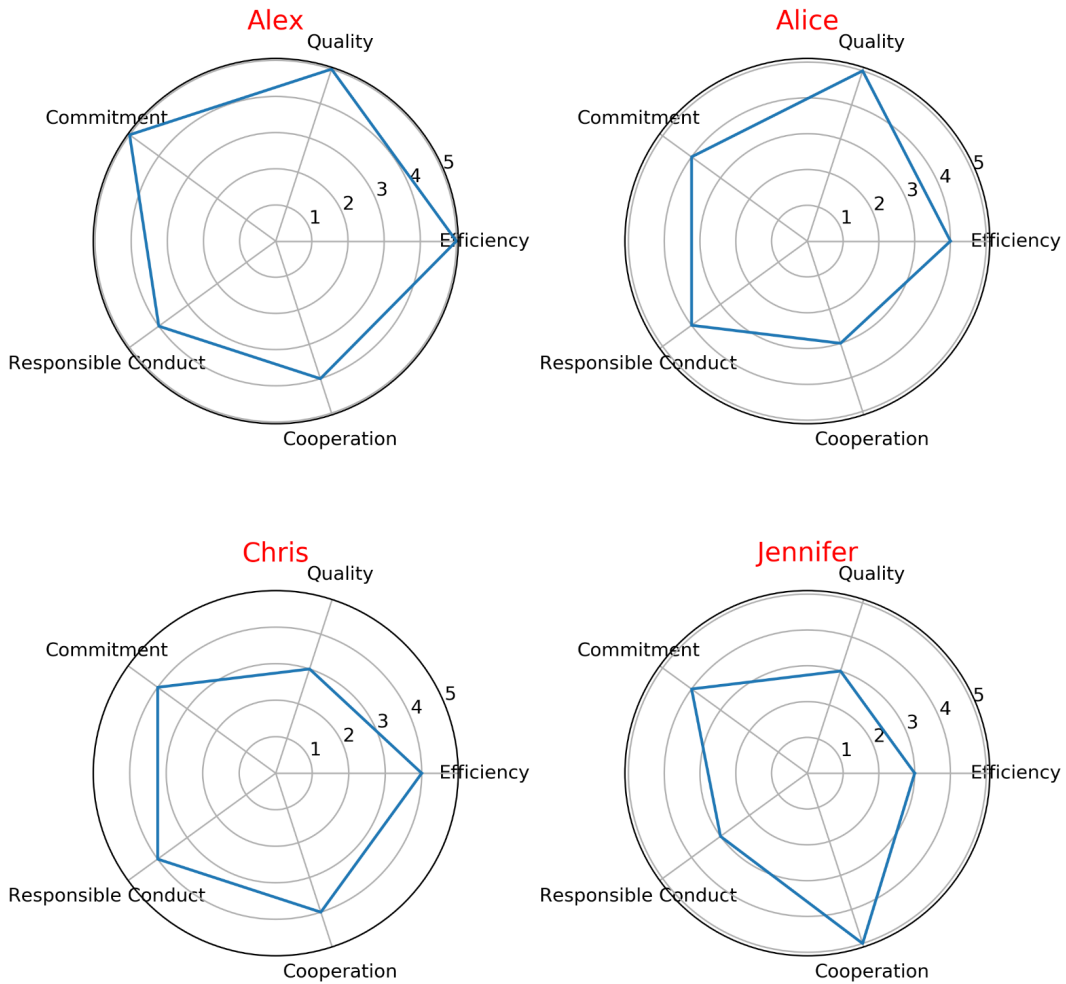 Alex
Quality
Commitment
Efficiency
Responsible Conduct
Cooperation
1
2
3
4
5
Alice
Quality
Commitment
Efficiency
Responsible Conduct
Cooperation
1
2
3
4
5
Chris
Quality
Commitment
Efficiency
Responsible Conduct
Cooperation
1
2
3
4
5
Jennifer
Quality
Commitment
Efficiency
Responsible Conduct
Cooperation
1
2
3
4
5